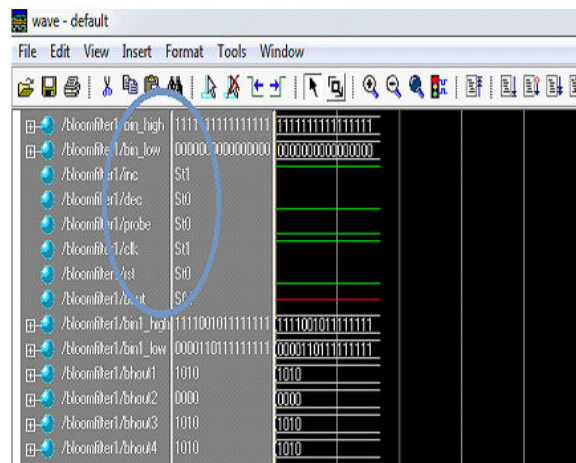 wave - default
File Edit View Insert Format Tools Window
/bloomfilter1/bin_high 1111111111111111 1111111111111111
/bloomfilter1/bin_low 0000000000000000 0000000000000000
/bloomfilter1/inc St1
/bloomfilter1/dec St0
/bloomfilter1/probe St0
/bloomfilter1/clk St1
/bloomfilter1/rst St0
/bloomfilter1/
/bloomfilter1/bin1_high 1111001011111111 1111001011111111
/bloomfilter1/bin1_low 0000110111111111 0000110111111111
/bloomfilter1/bhout1 1010 1010
/bloomfilter1/bhout2 0000 0000
/bloomfilter1/bhout3 1010 1010
/bloomfilter1/bhout4 1010 1010